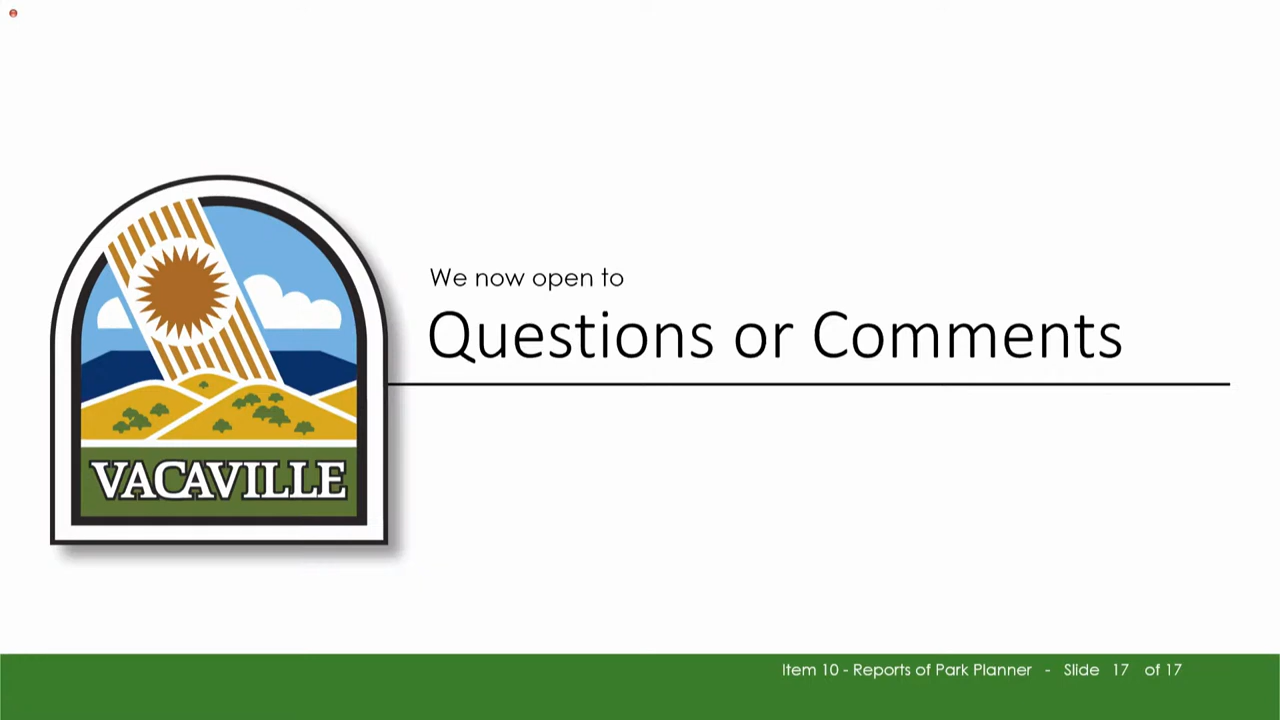 We now open to
Questions or Comments
VACAVILLE
Item 10 - Reports of Park Planner - Slide 17 of 17